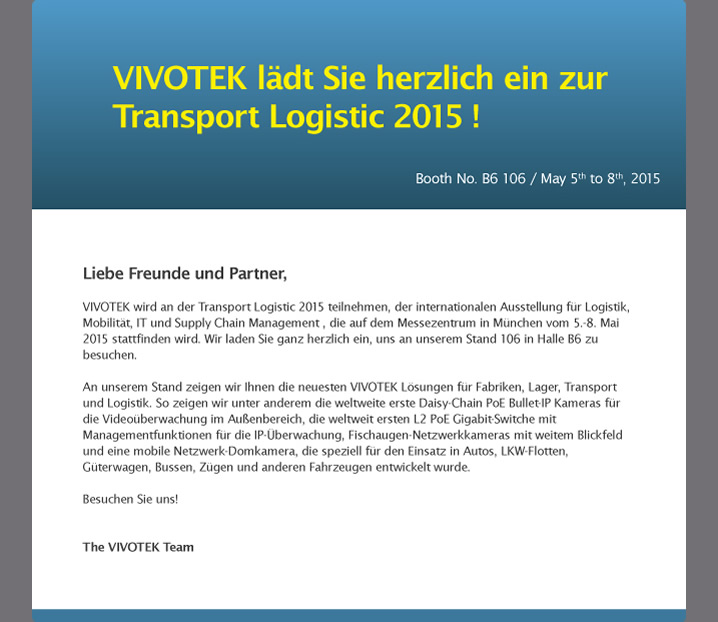 VIVOTEK lädt Sie herzlich ein zur
Transport Logistic 2015 !
Booth No. B6 106 / May 5th to 8th, 2015
Liebe Freunde und Partner,
VIVOTEK wird an der Transport Logistic 2015 teilnehmen, der internationalen Ausstellung für Logistik,
Mobilität, IT und Supply Chain Management , die auf dem Messezentrum in München vom 5.-8. Mai
2015 stattfinden wird. Wir laden Sie ganz herzlich ein, uns an unserem Stand 106 in Halle B6 zu
besuchen.
An unserem Stand zeigen wir Ihnen die neuesten VIVOTEK Lösungen für Fabriken, Lager, Transport
und Logistik. So zeigen wir unter anderem die weltweite erste Daisy-Chain PoE Bullet-IP Kameras für
die Videoüberwachung im Außenbereich, die weltweit ersten L2 PoE Gigabit-Switche mit
Managementfunktionen für die IP-Überwachung, Fischaugen-Netzwerkkameras mit weitem Blickfeld
und eine mobile Netzwerk-Domkamera, die speziell für den Einsatz in Autos, LKW-Flotten,
Güterwagen, Bussen, Zügen und anderen Fahrzeugen entwickelt wurde.
Besuchen Sie uns!
The VIVOTEK Team